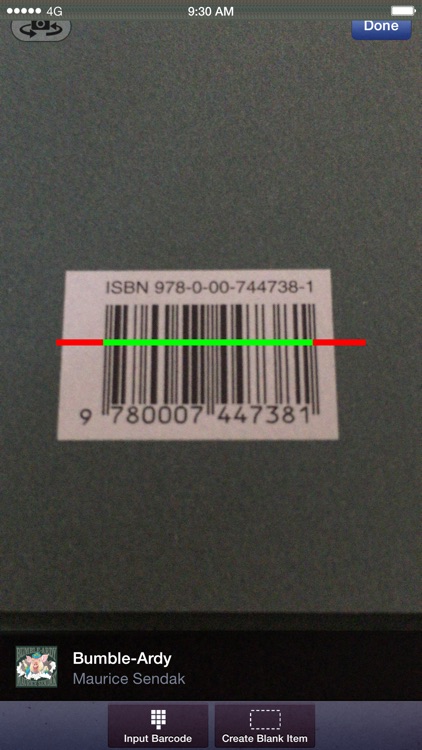 4G 9:30 AM
Done
ISBN 978-0-00-744738-1
9 780007 447381
Bumble-Ardy
Maurice Sendak
Input Barcode
Create Blank Item